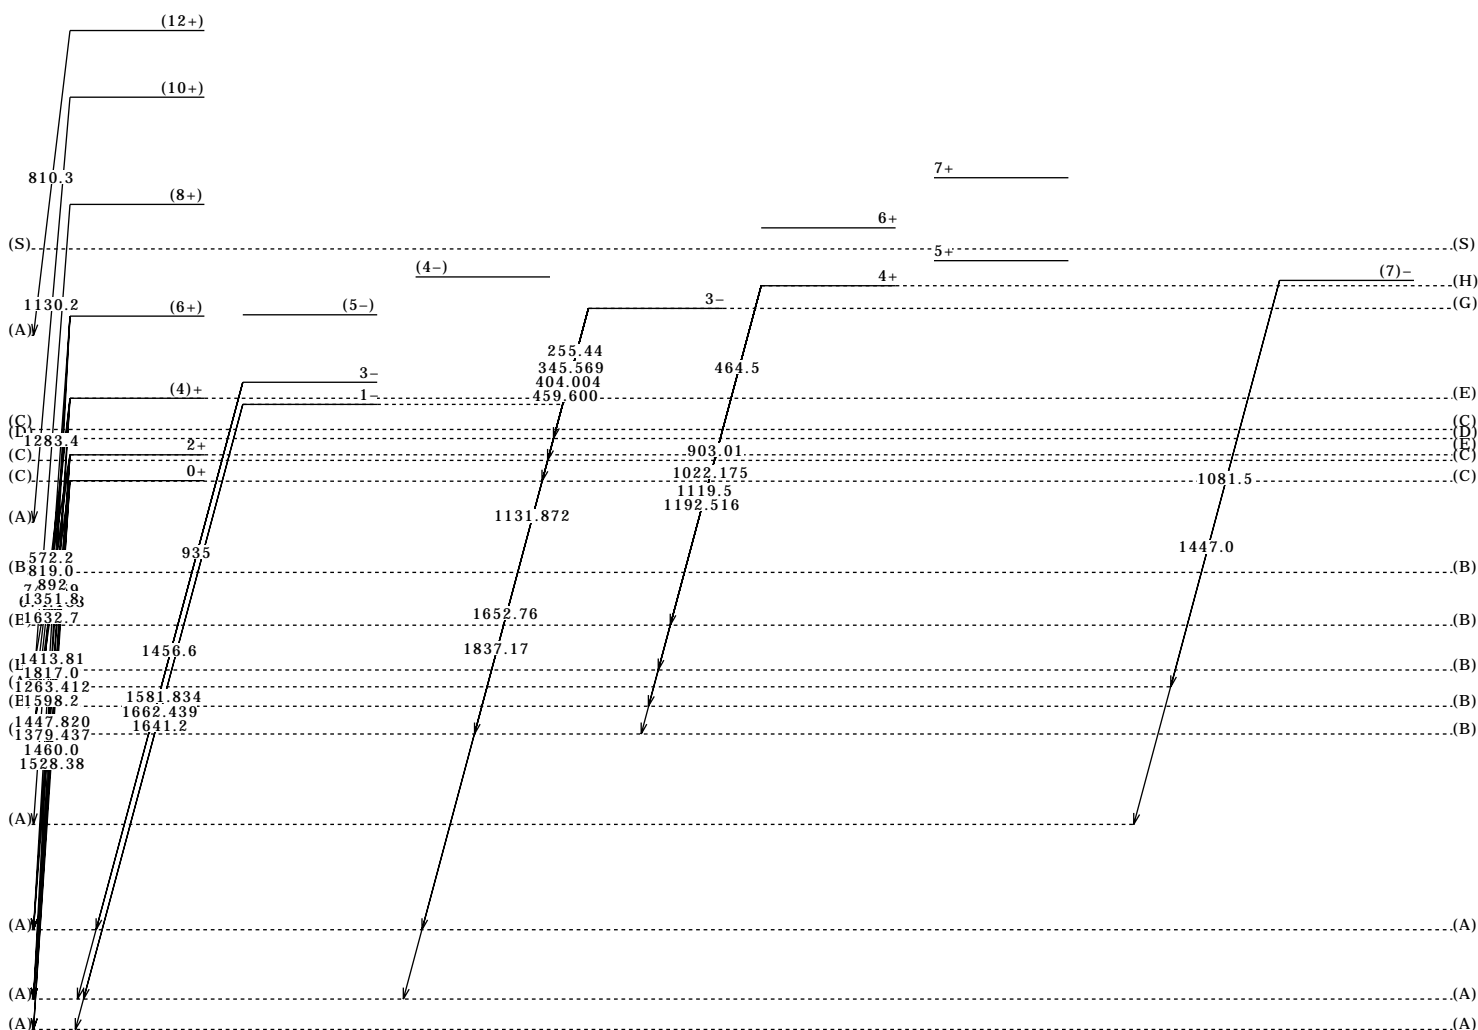 (12+)
(10+)
7+
810.3
(8+)
6+
(S)
(S)
5+
(4−)
4+
(7)−
(H)
1130.2
(6+)
(5−)
3−
(G)
(A)
255.44
345.569
464.5
3−
404.004
(4)+
1−
459.600
(E)
(C)
(C)
(D)
1283.4
2+
(E)
903.01
(C)
(C)
0+
1022.175
(C)
(C)
1081.5
1119.5
1192.516
(A)
1131.872
1447.0
935
572.2
819.0
(B)
892
1351.8
1632.7
1652.76
(B)
1837.17
1456.6
1413.81
(B)
1817.0
1263.412
1581.834
1598.2
(B)
1662.439
1447.820
1641.2
(B)
1379.437
1460.0
1528.38
(A)
(A)
(A)
(A)
(A)
(A)
(A)